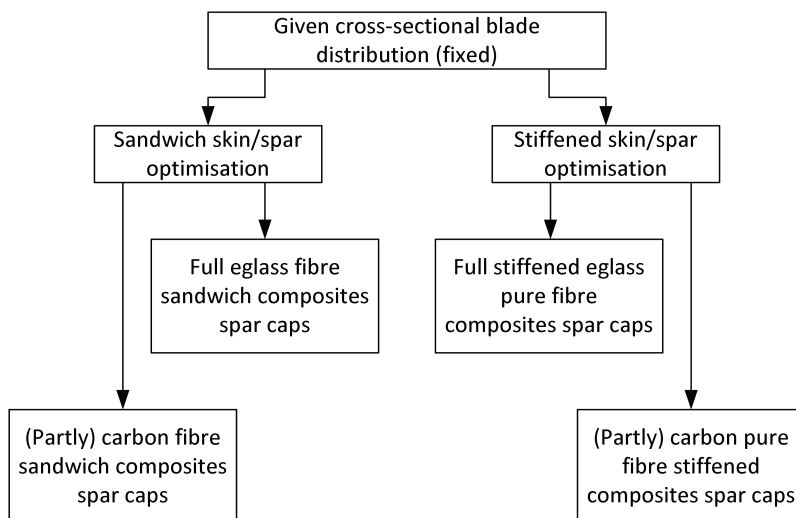 Given cross-sectional blade
distribution (fixed)
Sandwich skin/spar
optimisation
Stiffened skin/spar
optimisation
Full eglass fibre
sandwich composites
spar caps
Full stiffened eglass
pure fibre
composites spar caps
(Partly) carbon fibre
sandwich composites
spar caps
(Partly) carbon pure
fibre stiffened
composites spar caps